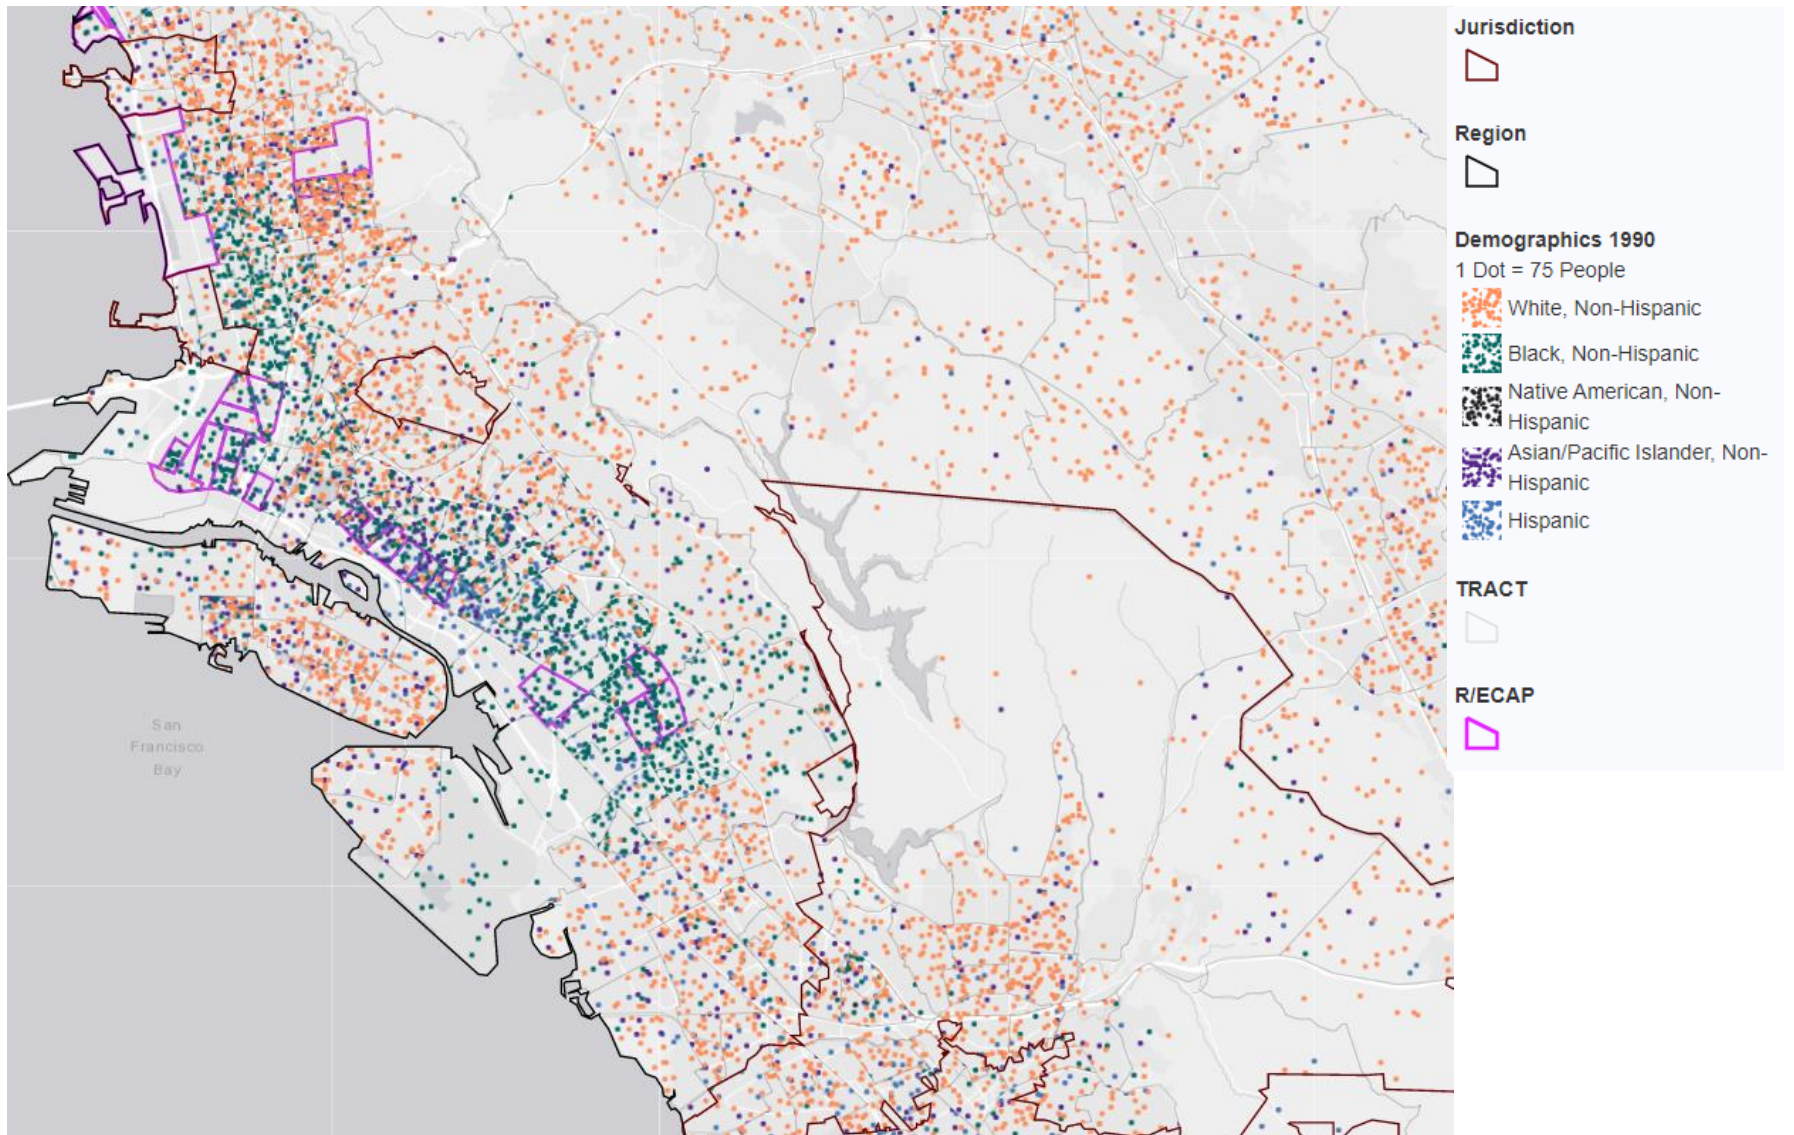 Jurisdiction
Region
Demographics 1990
1 Dot = 75 People
White, Non-Hispanic
Black, Non-Hispanic
Native American, Non-
Hispanic
Asian/Pacific Islander, Non-
Hispanic
Hispanic
TRACT
R/ECAP
San
Francisco
Bay